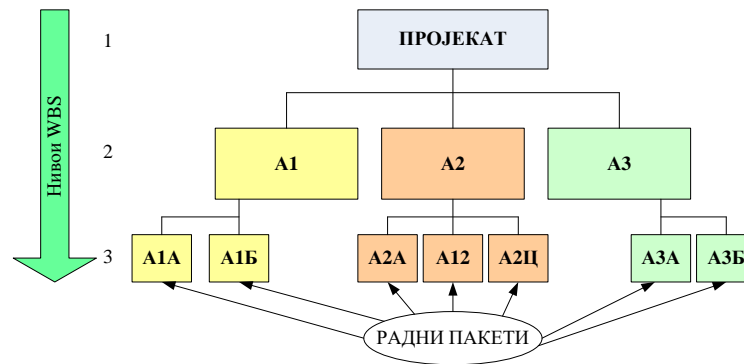 1
ПРОЈЕКАТ
Нивои WBS
2
А1
А2
А3
3
А1А
А1Б
А2А
А12
А2Ц
А3А
А3Б
РАДНИ ПАКЕТИ